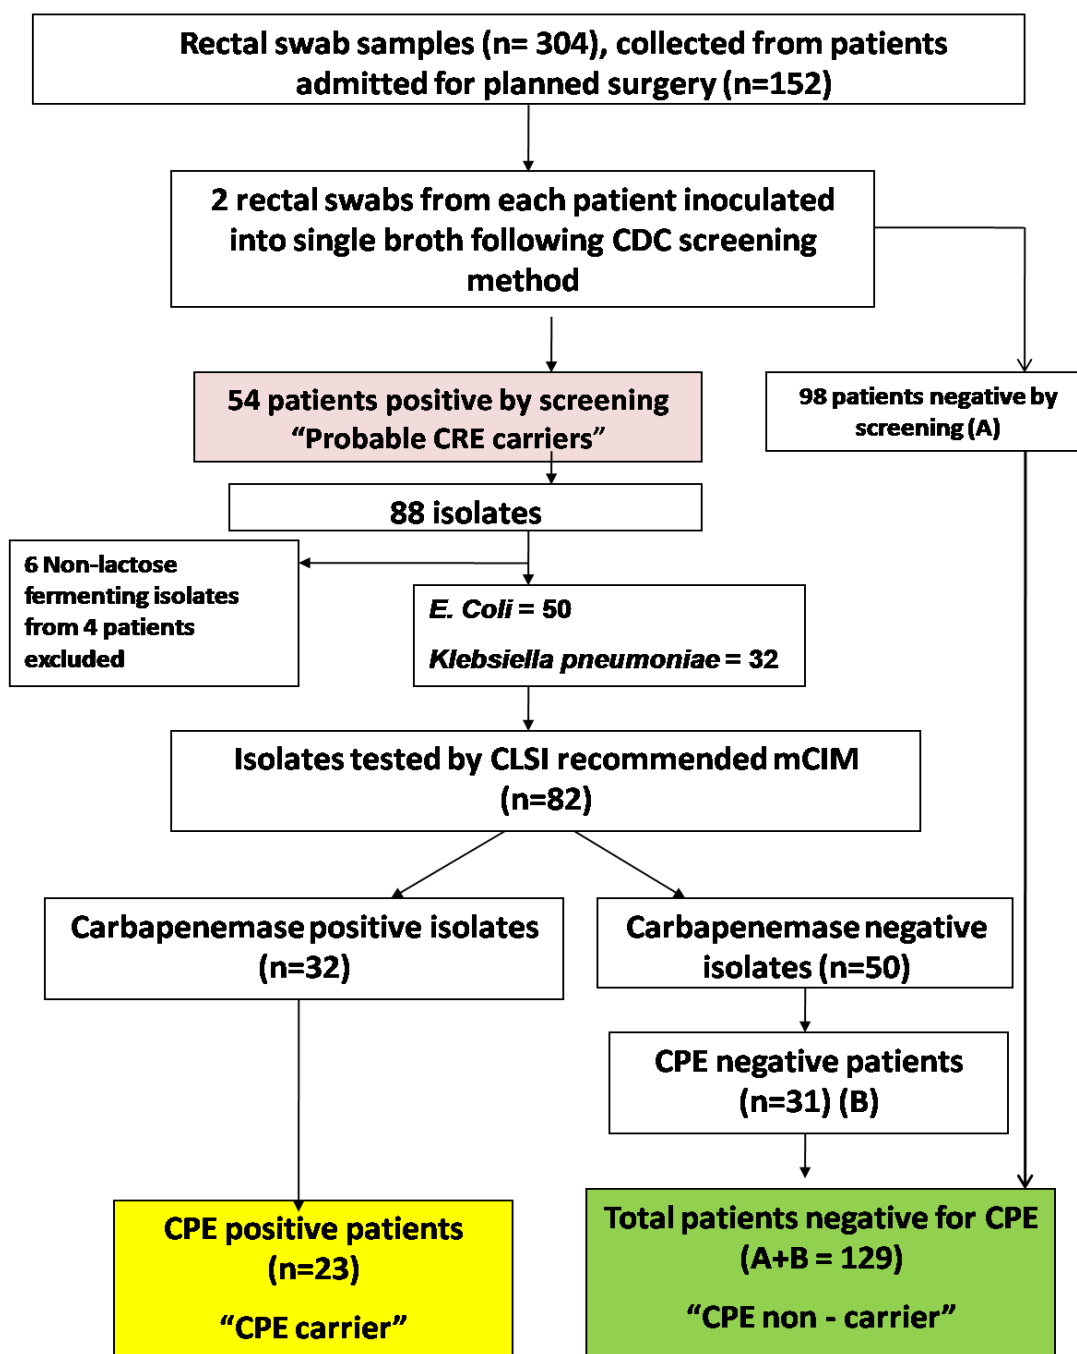 Rectal swab samples (n= 304), collected from patients
admitted for planned surgery (n=152)
2 rectal swabs from each patient inoculated
into single broth following CDC screening
method
54 patients positive by screening
“Probable CRE carriers”
98 patients negative by
screening (A)
88 isolates
6 Non-lactose
fermenting isolates
from 4 patients
excluded
E. Coli = 50
Klebsiella pneumoniae = 32
Isolates tested by CLSI recommended mCIM
(n=82)
Carbapenemase positive isolates
(n=32)
Carbapenemase negative
isolates (n=50)
CPE negative patients
(n=31) (B)
CPE positive patients
(n=23)
“CPE carrier”
Total patients negative for CPE
(A+B = 129)
“CPE non - carrier”